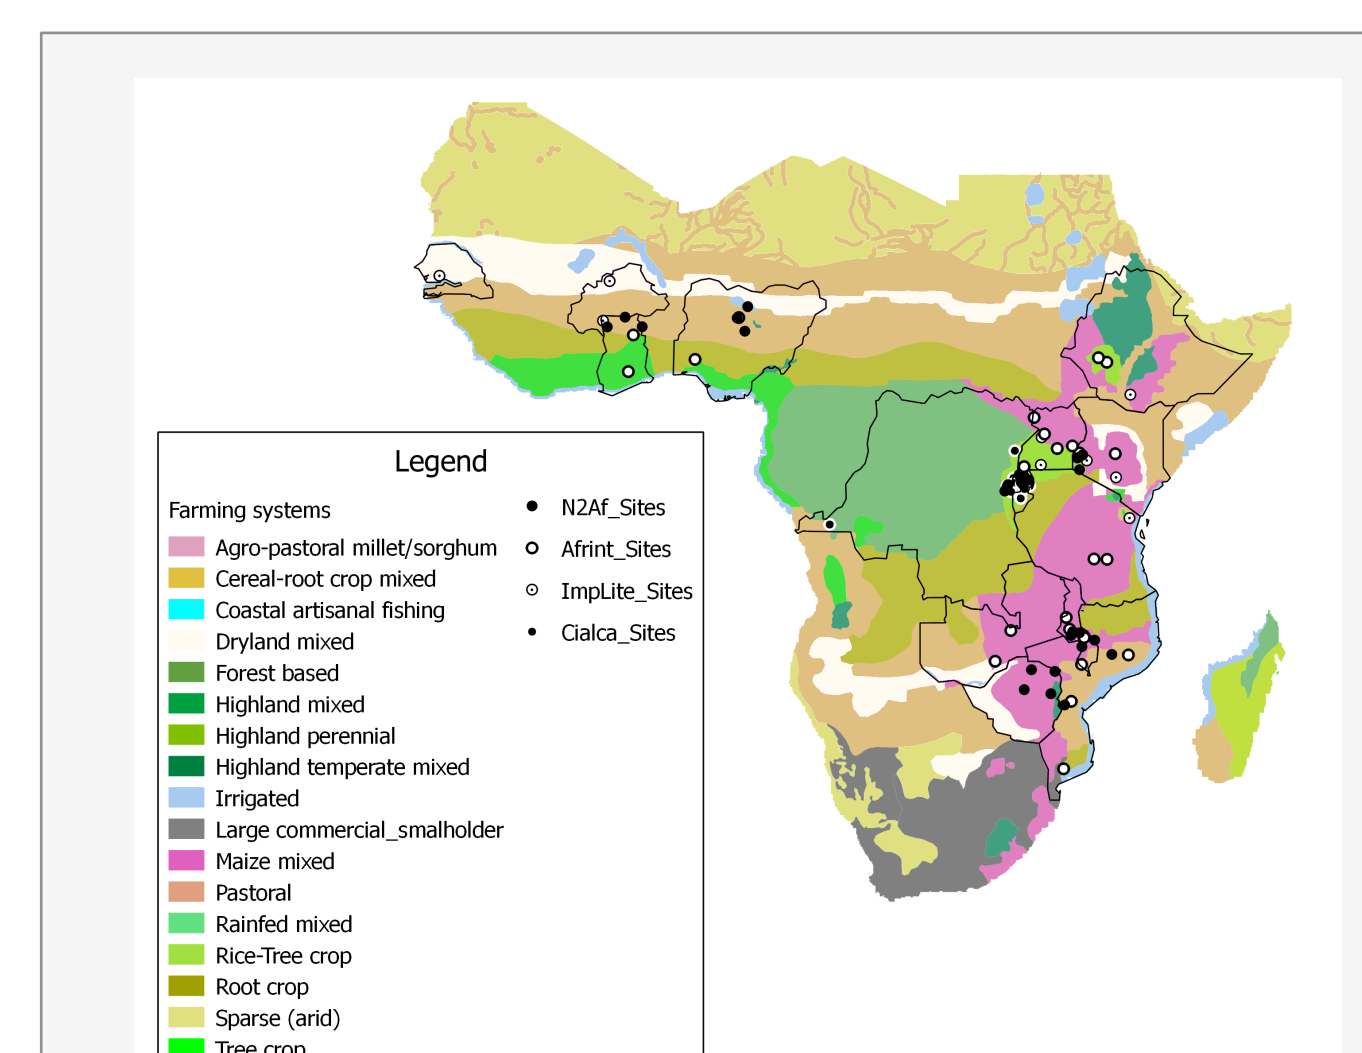 Legend
Farming systems
Agro-pastoral millet/sorghum
Cereal-root crop mixed
Coastal artisanal fishing
Dryland mixed
Forest based
Highland mixed
Highland perennial
Highland temperate mixed
Irrigated
Large commercial_smalholder
Maize mixed
Pastoral
Rainfed mixed
Rice-Tree crop
Root crop
Sparse (arid)
Tree crop
N2Af_Sites
Afrint_Sites
ImpLite_Sites
Cialca_Sites